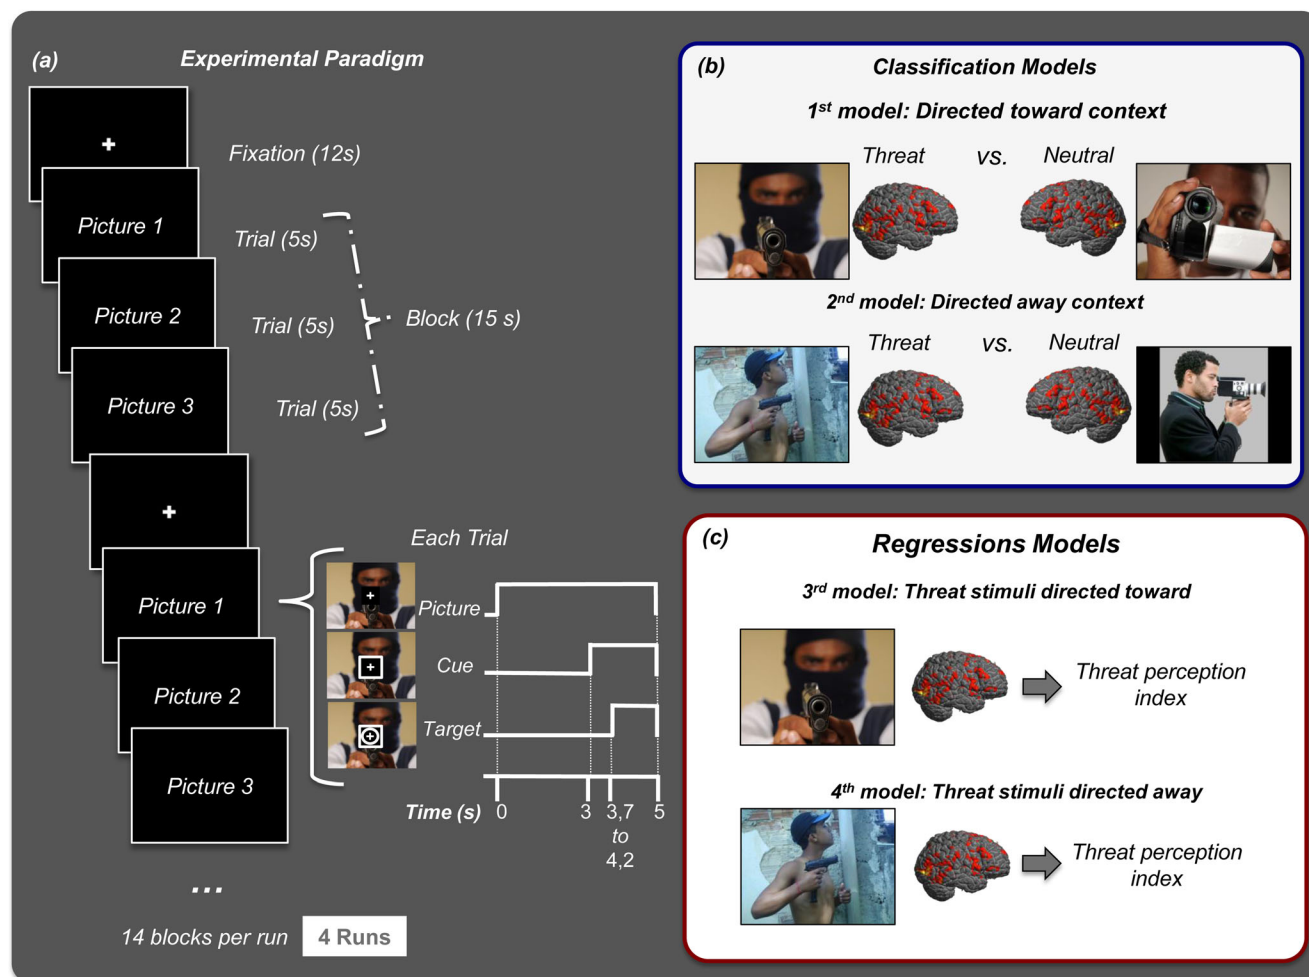 (a)
Experimental Paradigm
Fixation (12s)
Picture 1
Trial (5s)
Picture 2
Trial (5s)
Block (15 s)
Picture 3
Trial (5s)
Each Trial
Picture 1
Picture
Cue
Picture 2
Target
Picture 3
Time (s)
0
3
3,7
to
4,2
5
...
14 blocks per run
4 Runs
(b)
Classification Models
1st model: Directed toward context
Threat vs. Neutral
2nd model: Directed away context
Threat vs. Neutral
(c)
Regressions Models
3rd model: Threat stimuli directed toward
Threat perception
index
4th model: Threat stimuli directed away
Threat perception
index